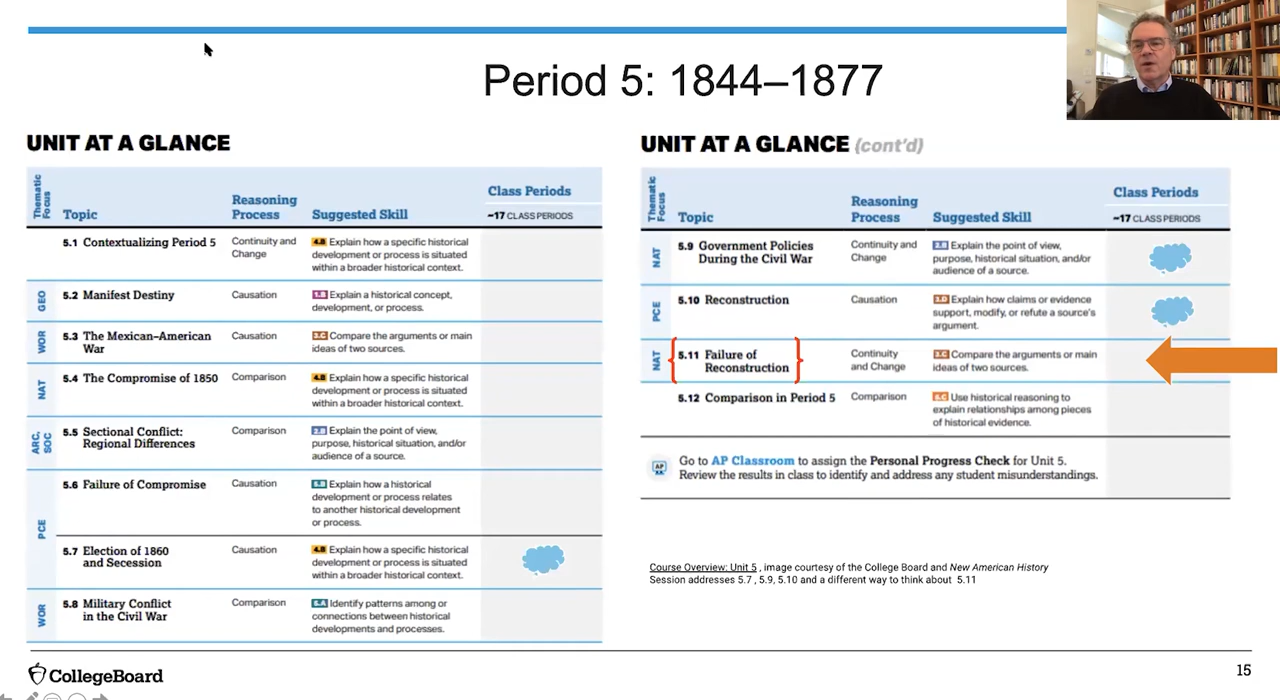 Period 5: 1844–1877
UNIT AT A GLANCE
Thematic
Focus
Topic
Reasoning
Process
Suggested Skill
Class Periods
~17 CLASS PERIODS
5.1 Contextualizing Period 5
Continuity and
Change
4.B Explain how a specific historical
development or process is situated
within a broader historical context.
GEO
5.2 Manifest Destiny
Causation
1.B Explain a historical concept,
development, or process.
WOR
5.3 The Mexican–American
War
Causation
3.C Compare the arguments or main
ideas of two sources.
NAT
5.4 The Compromise of 1850
Comparison
4.B Explain how a specific historical
development or process is situated
within a broader historical context.
ARC,
SOC
5.5 Sectional Conflict:
Regional Differences
Comparison
2.B Explain the point of view,
purpose, historical situation, and/or
audience of a source.
PCE
5.6 Failure of Compromise
Causation
5.B Explain how a historical
development or process relates
to another historical development
or process.
5.7 Election of 1860
and Secession
Causation
4.B Explain how a specific historical
development or process is situated
within a broader historical context.
WOR
5.8 Military Conflict
in the Civil War
Comparison
5.A Identify patterns among or
connections between historical
developments and processes.
UNIT AT A GLANCE (cont'd)
Thematic
Focus
Topic
Reasoning
Process
Suggested Skill
Class Periods
~17 CLASS PERIODS
NAT
5.9 Government Policies
During the Civil War
Continuity and
Change
2.B Explain the point of view,
purpose, historical situation, and/or
audience of a source.
PCE
5.10 Reconstruction
Causation
3.D Explain how claims or evidence
support, modify, or refute a source's
argument.
NAT
5.11 Failure of
Reconstruction
Continuity
and Change
3.C Compare the arguments or main
ideas of two sources.
5.12 Comparison in Period 5
Comparison
6.C Use historical reasoning to
explain relationships among pieces
of historical evidence.
AP
Go to AP Classroom to assign the Personal Progress Check for Unit 5.
Review the results in class to identify and address any student misunderstandings.
Course Overview: Unit 5 , image courtesy of the College Board and New American History
Session addresses 5.7 , 5.9, 5.10 and a different way to think about 5.11
CollegeBoard
15